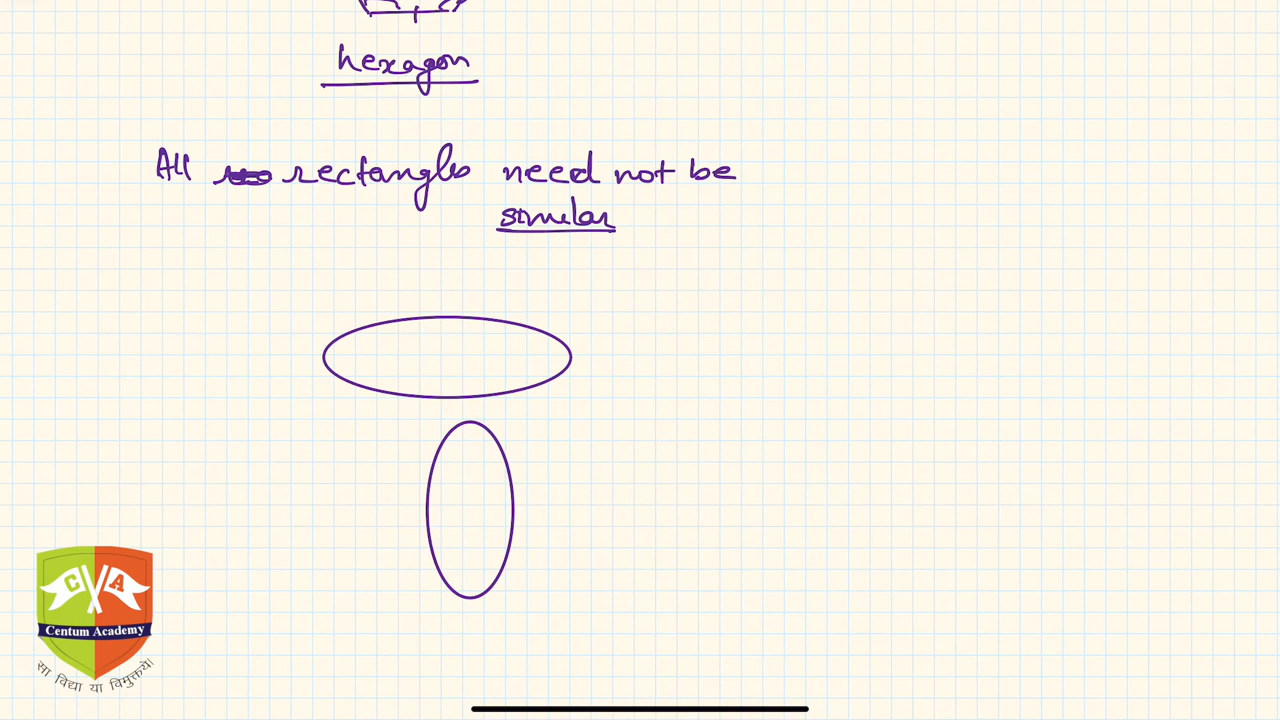 hexagon
All rectangles need not be
similar
C A
Centum Academy
सा विद्या या विमुक्तये।